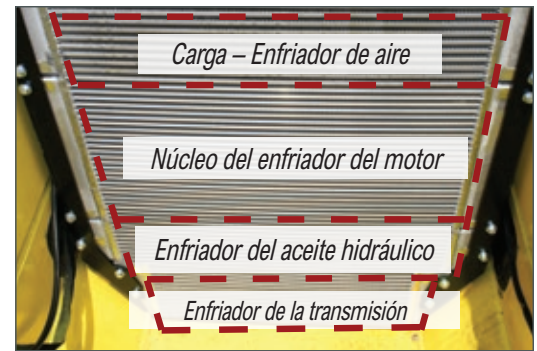 Carga – Enfriador de aire
Núcleo del enfriador del motor
Enfriador del aceite hidráulico
Enfriador de la transmisión